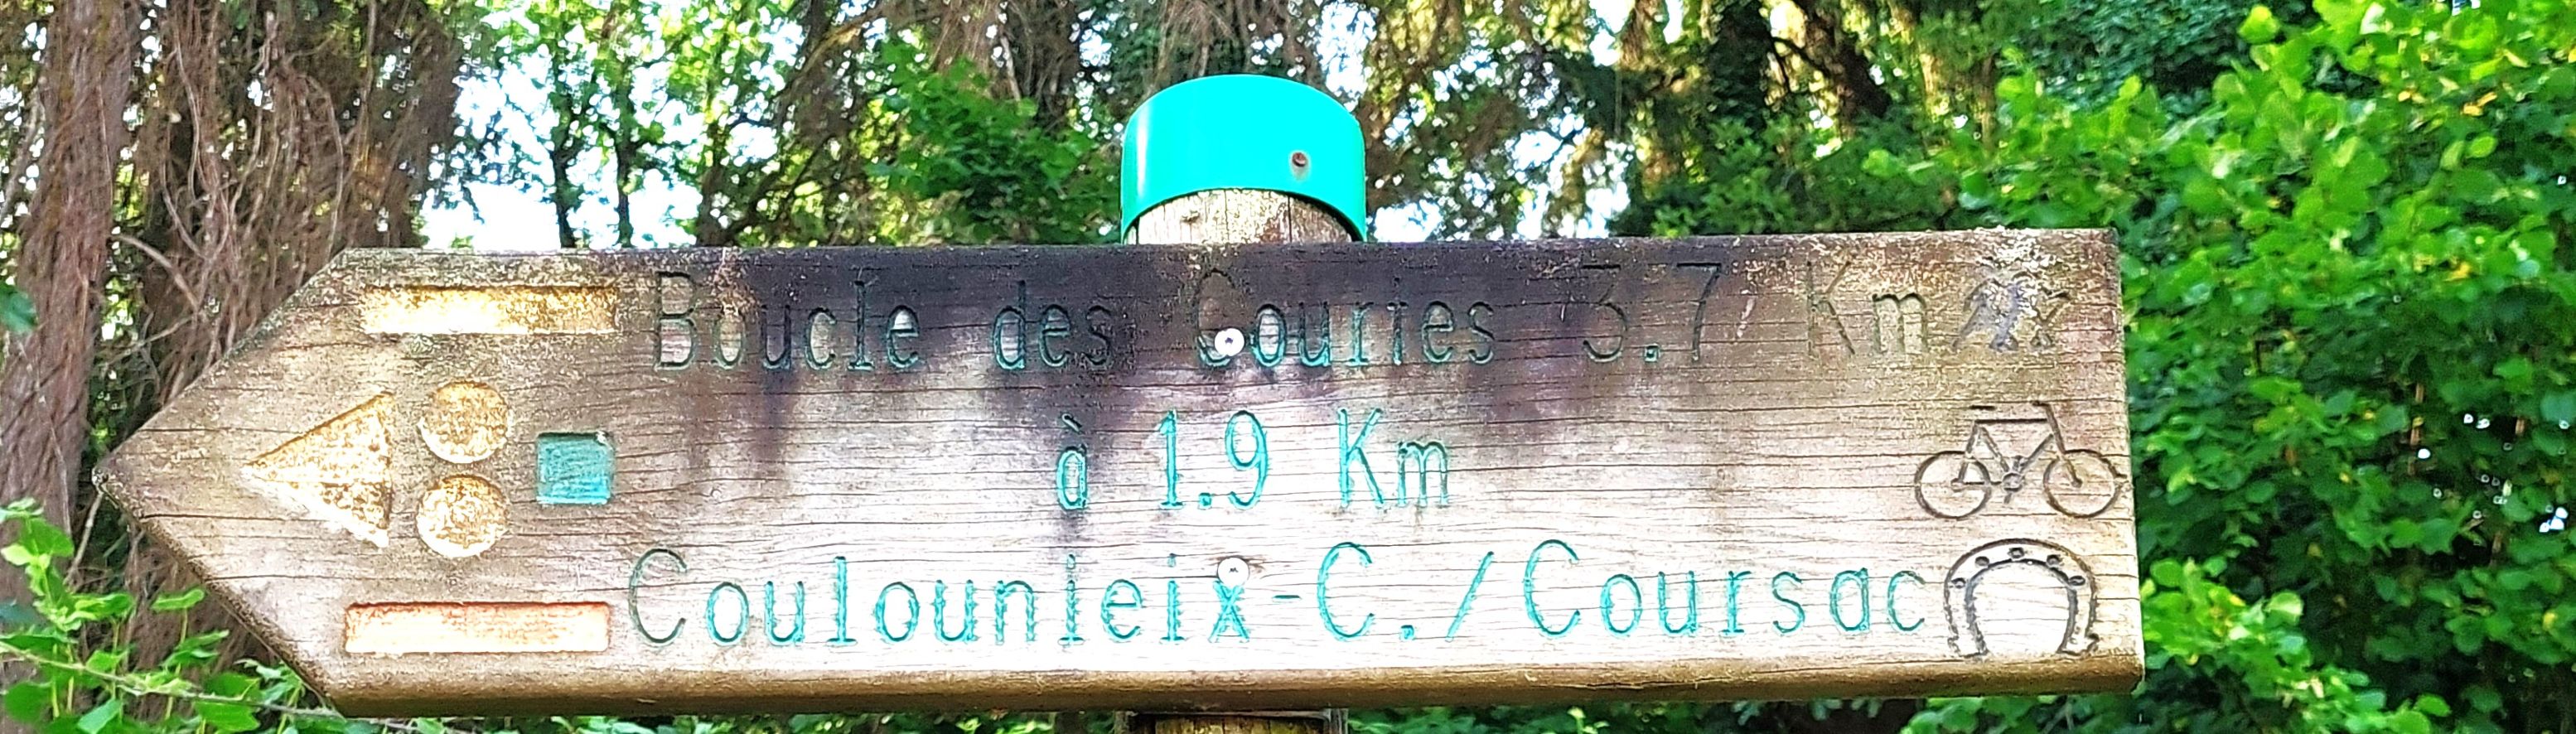 Boucle des Couries 3.7 Km
à 1.9 Km
Coulounieix-C./Coursac